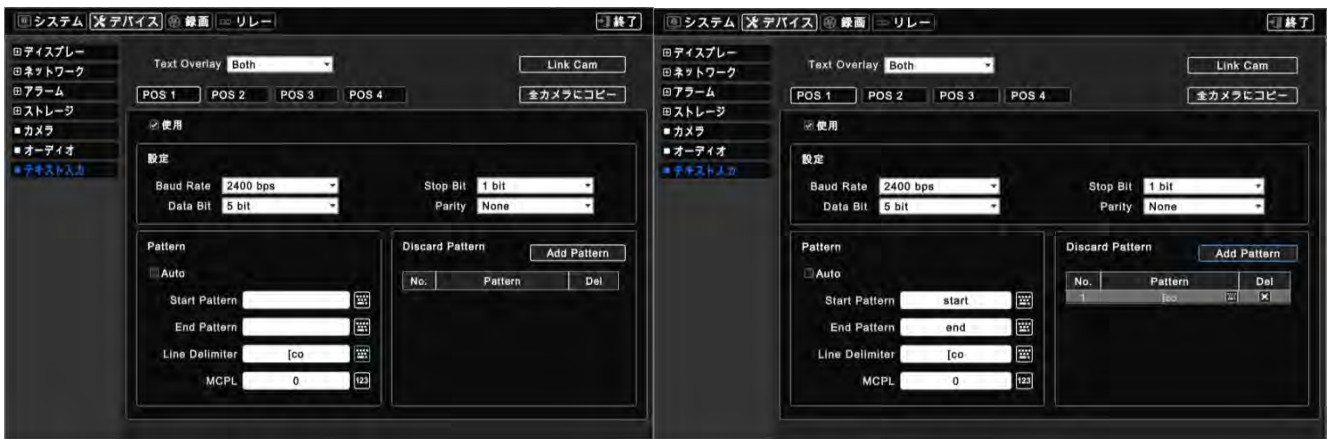 システム デバイス 録画 リレー 終了
ディスプレー
ネットワーク
アラーム
ストレージ
カメラ
オーディオ
テキスト入力
Text Overlay Both Link Cam
POS 1 POS 2 POS 3 POS 4 全カメラにコピー
使用
設定
Baud Rate 2400 bps Stop Bit 1 bit
Data Bit 5 bit Parity None
Pattern
Auto
Start Pattern
End Pattern
Line Delimiter [co
MCPL 0 123
Discard Pattern Add Pattern
No. Pattern Del
システム デバイス 録画 リレー 終了
ディスプレー
ネットワーク
アラーム
ストレージ
カメラ
オーディオ
テキスト入力
Text Overlay Both Link Cam
POS 1 POS 2 POS 3 POS 4 全カメラにコピー
使用
設定
Baud Rate 2400 bps Stop Bit 1 bit
Data Bit 5 bit Parity None
Pattern
Auto
Start Pattern start
End Pattern end
Line Delimiter [co
MCPL 0 123
Discard Pattern Add Pattern
No. Pattern Del
1 [co